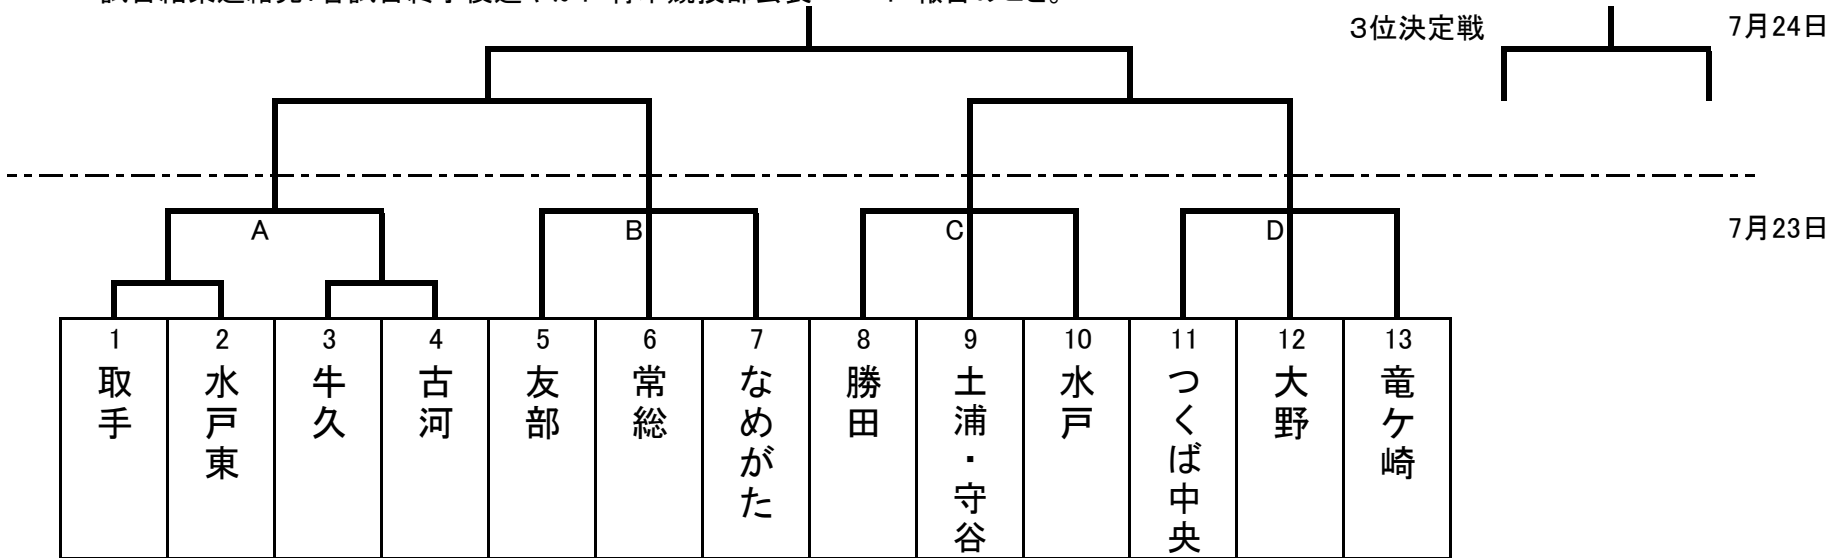 3位決定戦
7月24日
A
B
C
D
7月23日
1
2
3
4
5
6
7
8
9
10
11
12
13
取手
水戸東
牛久
古河
友部
常総
なめがた
勝田
土浦・守谷
水戸
つくば中央
大野
竜ケ崎